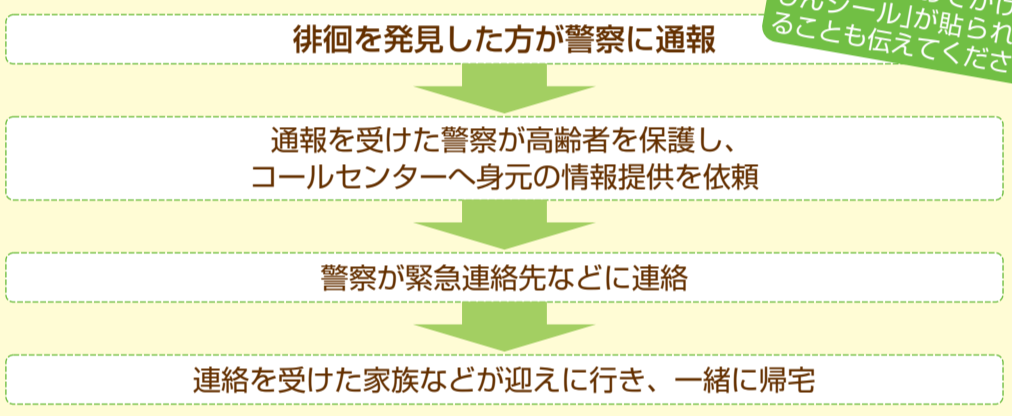 徘徊を発見した方が警察に通報
シール」が貼られ
ることも伝えてくださ
通報を受けた警察が高齢者を保護し、
コールセンターへ身元の情報提供を依頼
警察が緊急連絡先などに連絡
連絡を受けた家族などが迎えに行き、一緒に帰宅